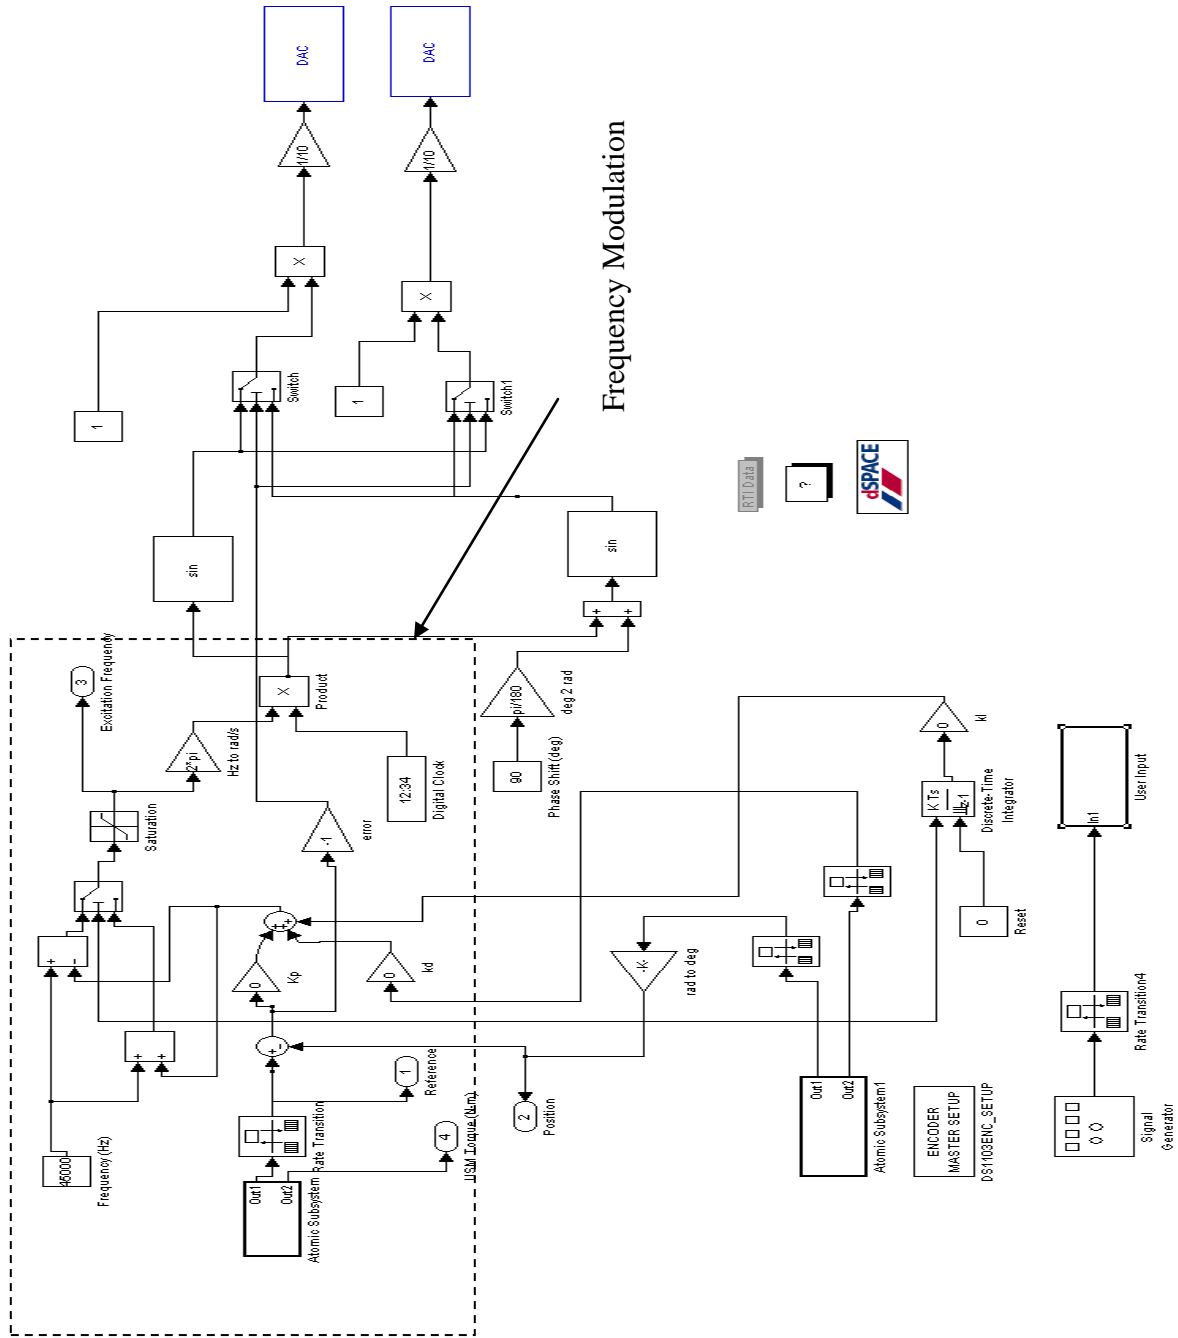 DAC
DAC
1/10
1/10
Frequency Modulation
X
X
Switch
1
1
Switch1
RTI Data
?
dSPACE
sin
sin
+
+
3
Excitation Frequency
X
Product
2*pi
Hz to rad/s
pi/180
deg 2 rad
90
Phase Shift (deg)
12:34
Digital Clock
-1
error
Saturation
0
kI
K Ts
z-1
Discrete-Time
Integrator
In1
User Input
+
-
+
+
+
0
Kp
0
kd
-K-
rad to deg
0
Reset
+
+
+
-
Rate Transition4
1
Reference
2
Position
Rate Transition
4
USM Torque (N-m)
45000
Frequency (Hz)
Out1
Out2
Atomic Subsystem
Out1
Out2
Atomic Subsystem1
ENCODER
MASTER SETUP
DS1103ENC_SETUP
Signal
Generator